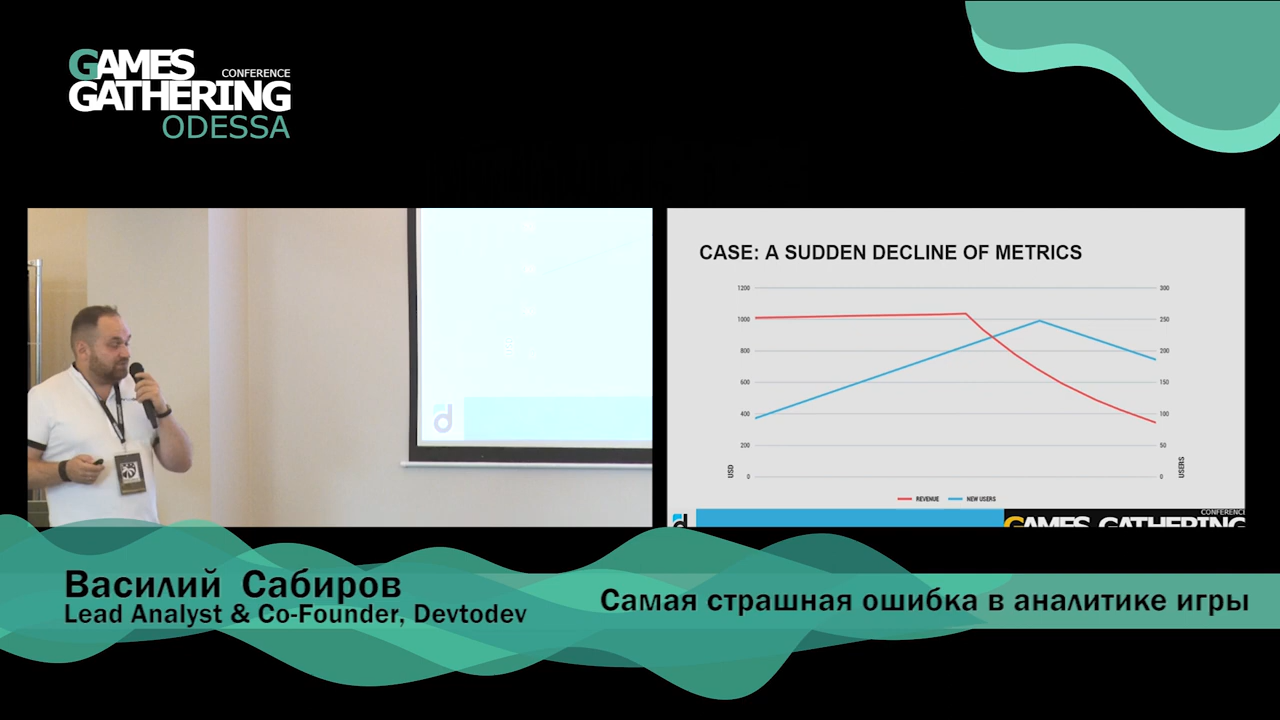 GAMES
CONFERENCE
GATHERING
ODESSA
CASE: A SUDDEN DECLINE OF METRICS
1200
1000
800
600
400
200
0
USD
300
250
200
150
100
50
0
USERS
REVENUE
NEW USERS
d
CONFERENCE
GAMES GATHERING
Василий Сабиров
Lead Analyst & Co-Founder, Devtodev
Самая страшная ошибка в аналитике игры